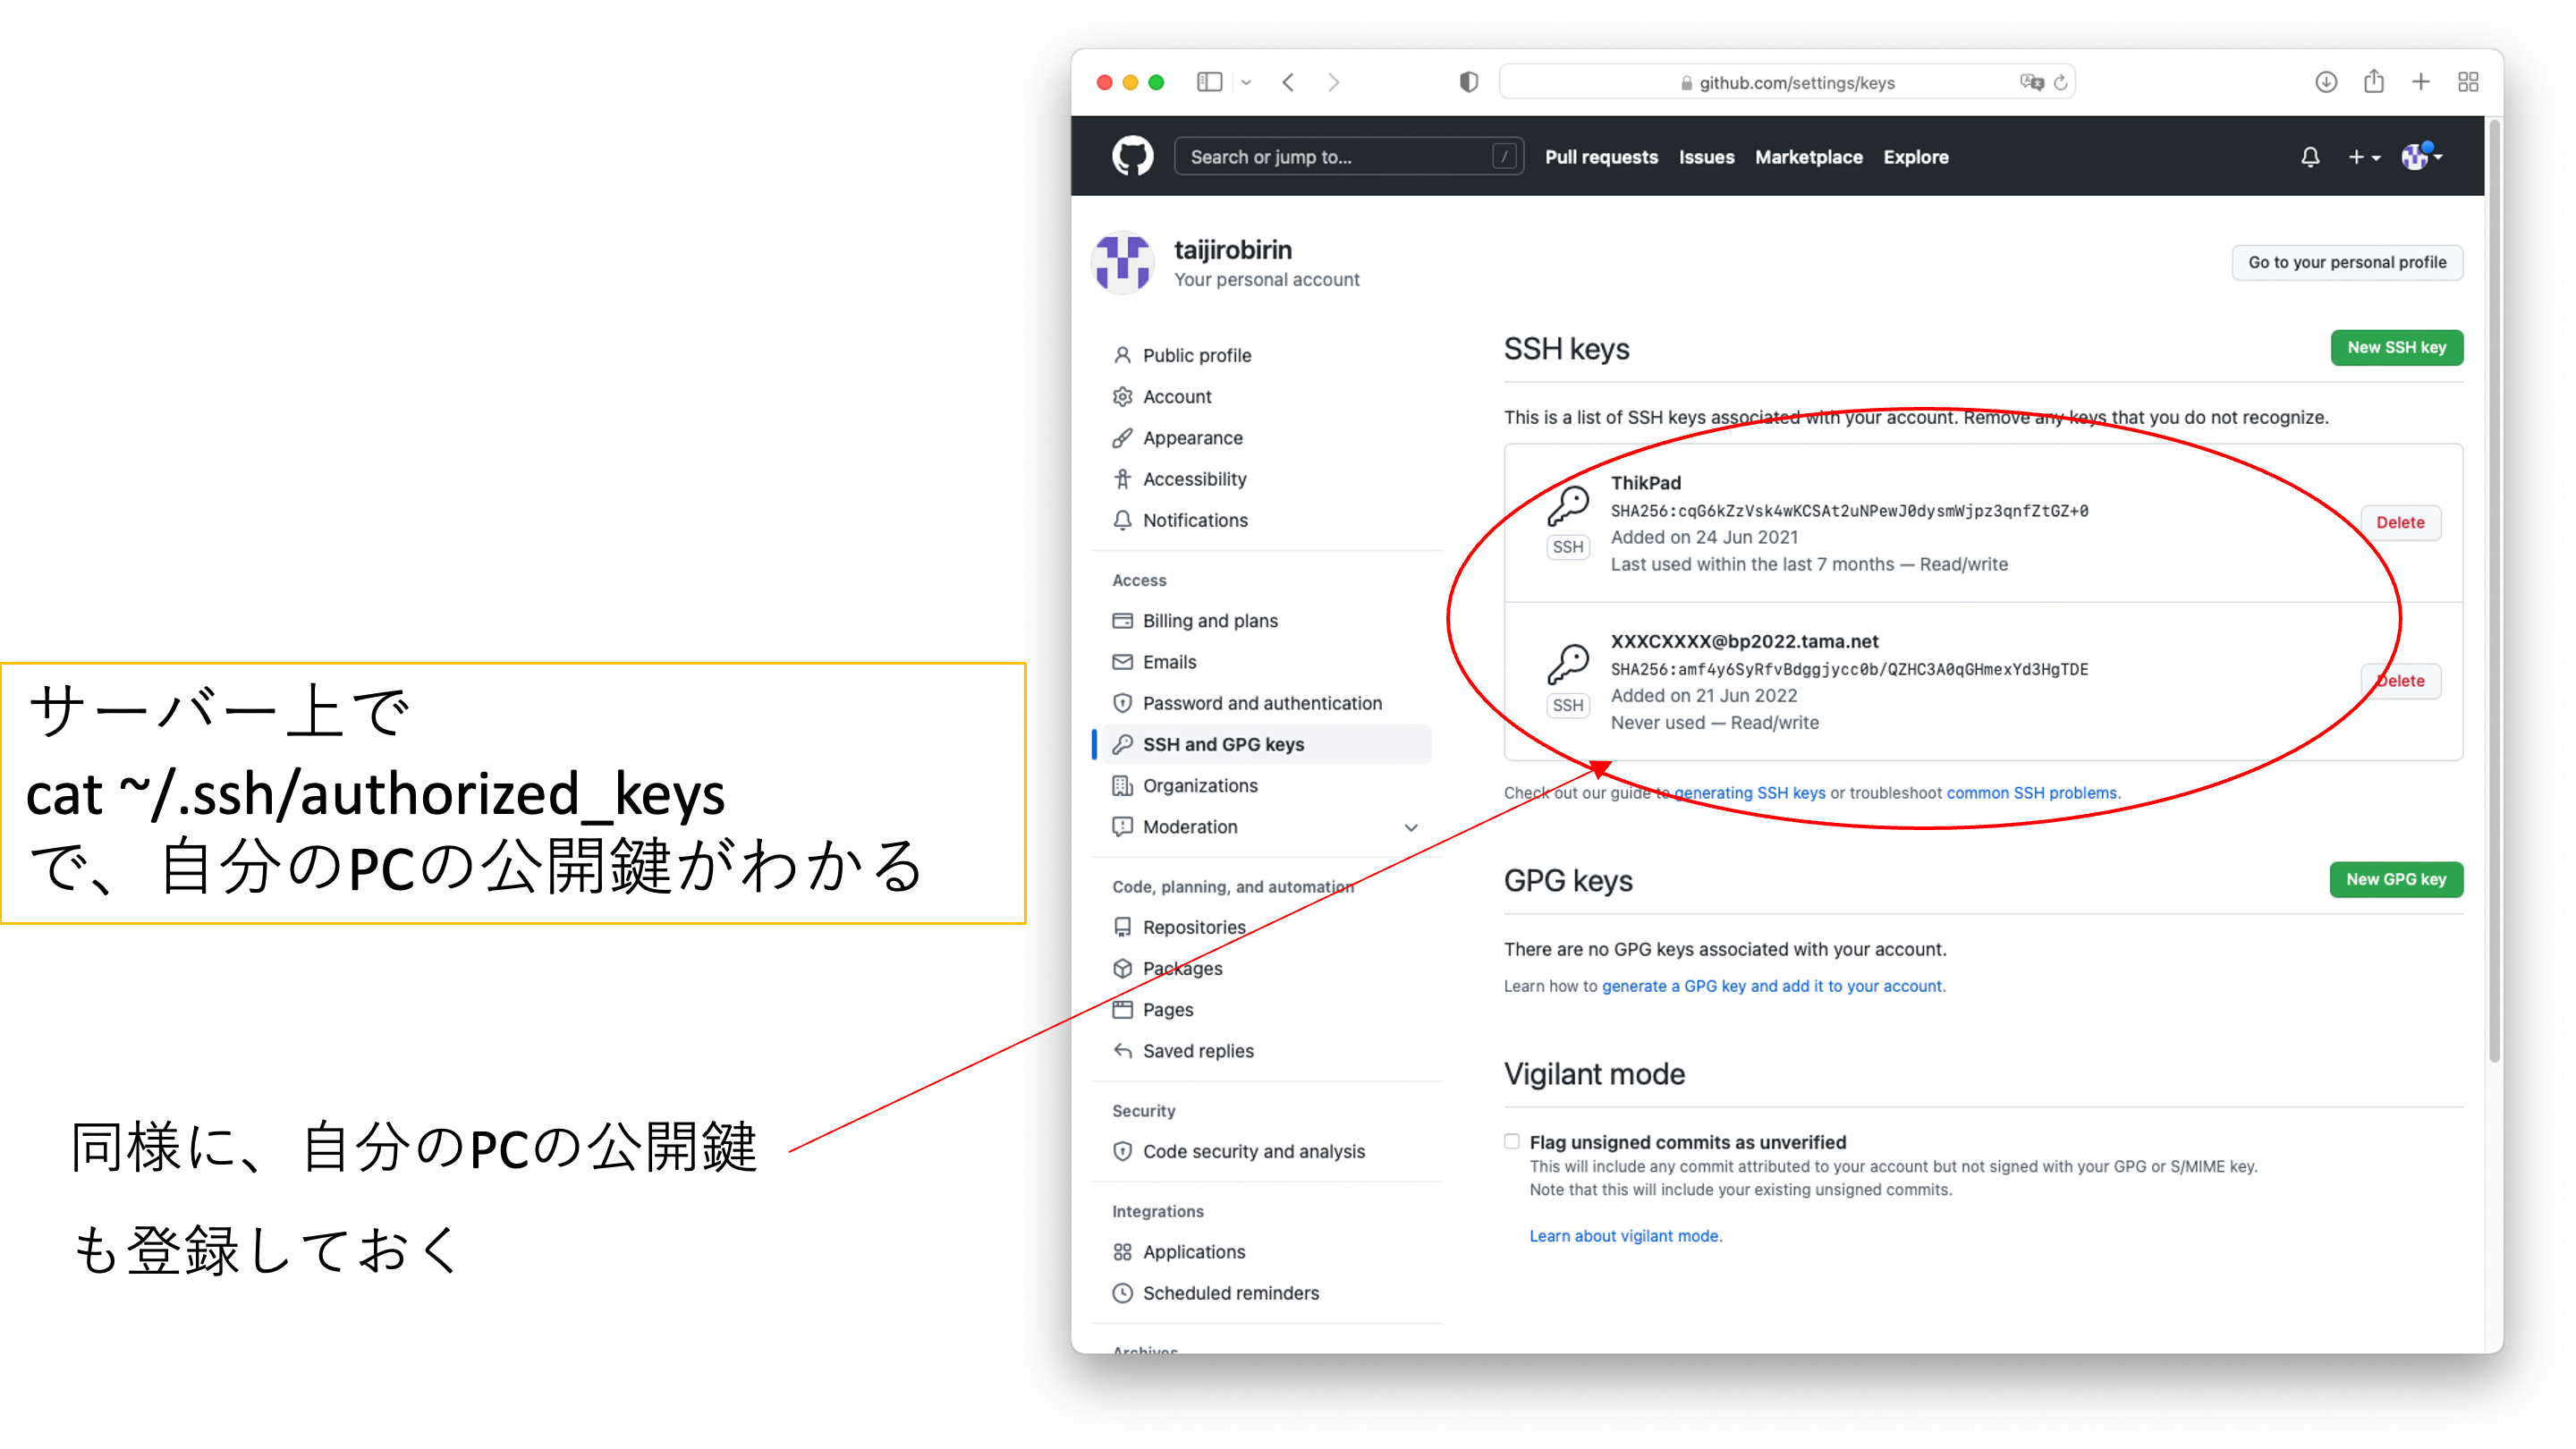 サーバー上で
cat ~/.ssh/authorized_keys
で、自分のPCの公開鍵がわかる
同様に、自分のPCの公開鍵
も登録しておく
github.com/settings/keys
Search or jump to... /
Pull requests Issues Marketplace Explore
taijirobirin
Your personal account
Go to your personal profile
Public profile
Account
Appearance
Accessibility
Notifications
Access
Billing and plans
Emails
Password and authentication
SSH and GPG keys
Organizations
Moderation
Code, planning, and automation
Repositories
Packages
Pages
Saved replies
Security
Code security and analysis
Integrations
Applications
Scheduled reminders
Archives
SSH keys
New SSH key
This is a list of SSH keys associated with your account. Remove any keys that you do not recognize.
ThikPad
SHA256:cqG6kZzVsk4wKCSAt2uNPewJ0dysmWjpz3qnfZtGZ+0
SSH
Added on 24 Jun 2021
Last used within the last 7 months — Read/write
Delete
XXXCXXXX@bp2022.tama.net
SHA256:amf4y6SyRfvBdggjycc0b/QZHC3A0qGHmexYd3HgTDE
SSH
Added on 21 Jun 2022
Never used — Read/write
Delete
Check out our guide to generating SSH keys or troubleshoot common SSH problems.
GPG keys
New GPG key
There are no GPG keys associated with your account.
Learn how to generate a GPG key and add it to your account.
Vigilant mode
Flag unsigned commits as unverified
This will include any commit attributed to your account but not signed with your GPG or S/MIME key.
Note that this will include your existing unsigned commits.
Learn about vigilant mode.